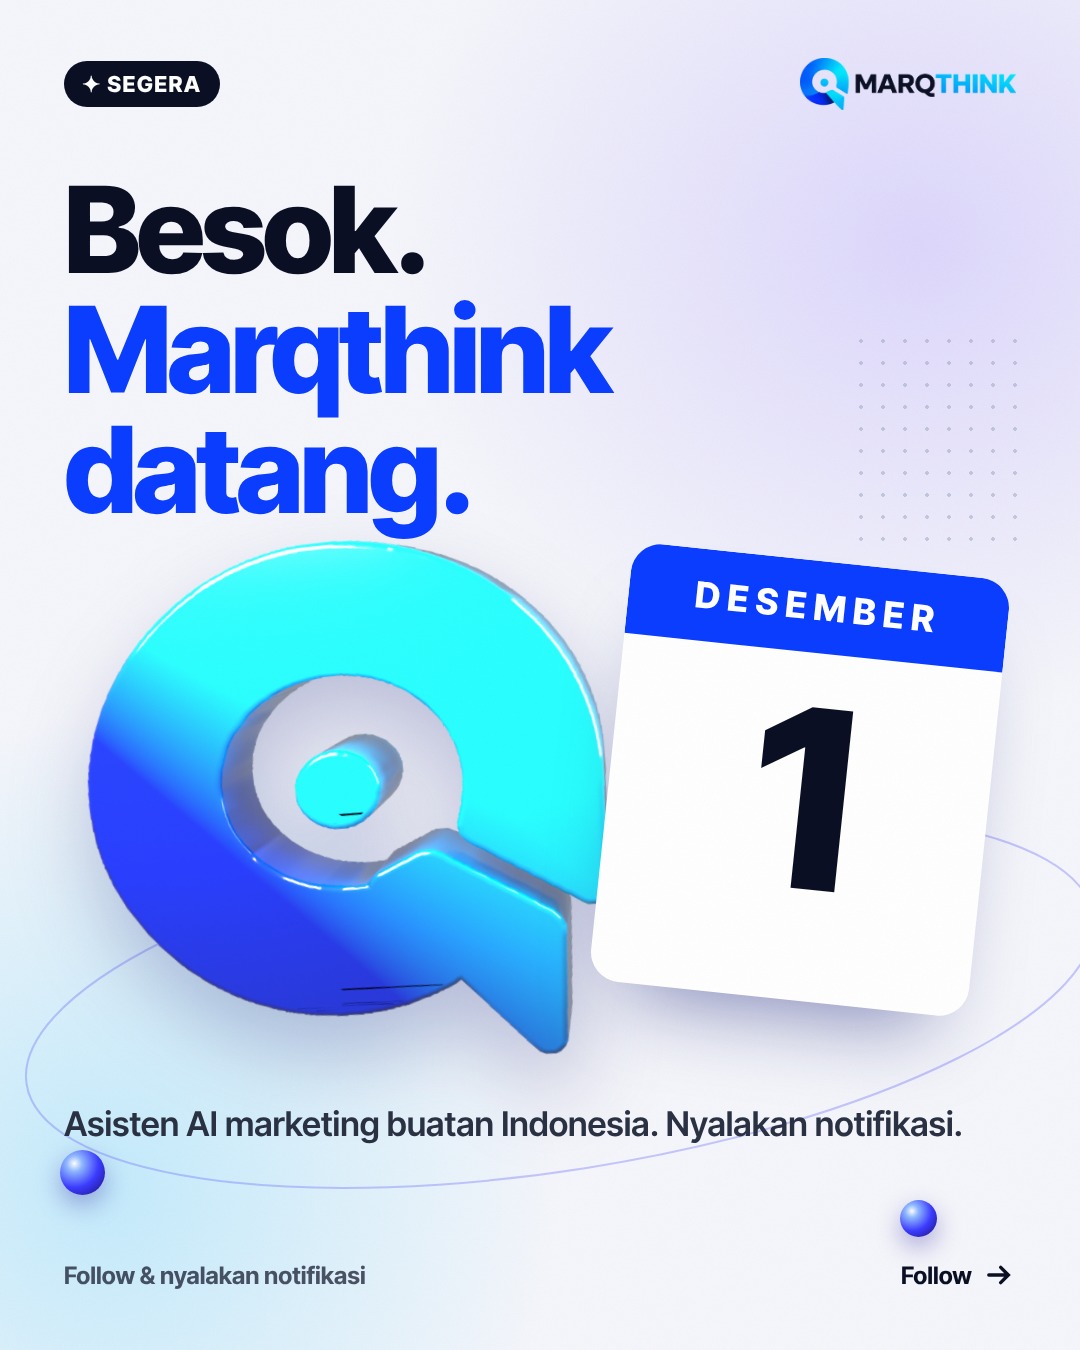 ✦ SEGERA
MARQTHINK
Besok.
Marqthink
datang.
DESEMBER
1
Asisten AI marketing buatan Indonesia. Nyalakan notifikasi.
Follow & nyalakan notifikasi
Follow →